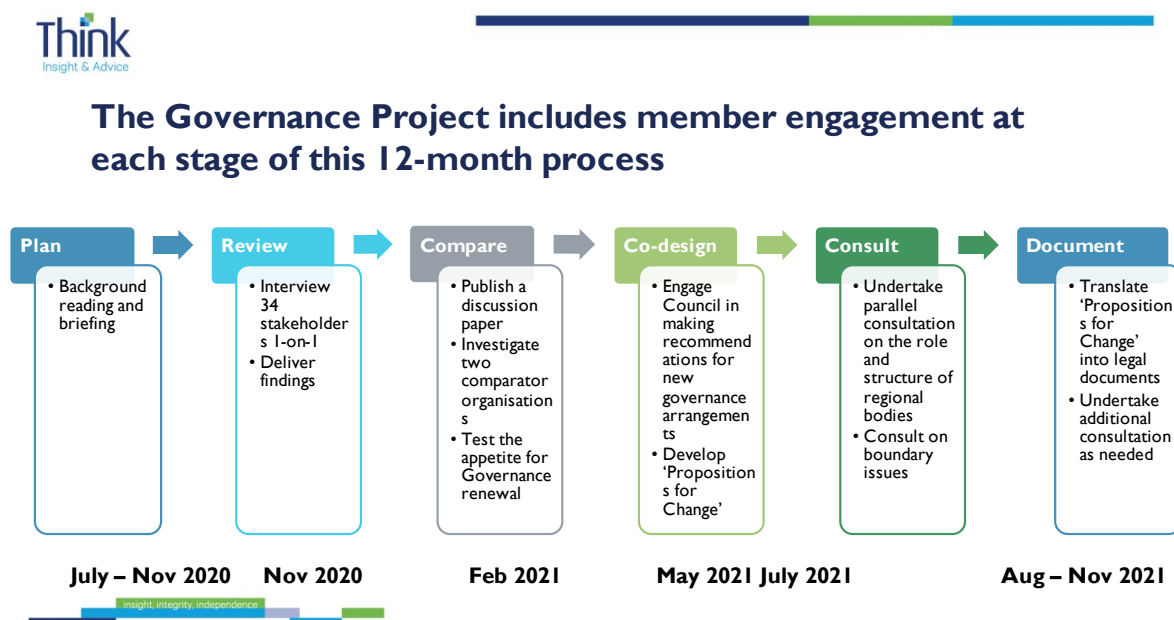 Think
Insight & Advice
The Governance Project includes member engagement at
each stage of this 12-month process
Plan
• Background
reading and
briefing
Review
• Interview
34
stakeholder
s 1-on-1
• Deliver
findings
Compare
• Publish a
discussion
paper
• Investigate
two
comparator
organisation
s
• Test the
appetite for
Governance
renewal
Co-design
• Engage
Council in
making
recommend
ations for
new
governance
arrangemen
ts
• Develop
‘Proposition
s for
Change’
Consult
• Undertake
parallel
consultation
on the role
and
structure of
regional
bodies
• Consult on
boundary
issues
Document
• Translate
‘Proposition
s for
Change’
into legal
documents
• Undertake
additional
consultation
as needed
July – Nov 2020 Nov 2020 Feb 2021 May 2021 July 2021 Aug – Nov 2021
insight, integrity, independence